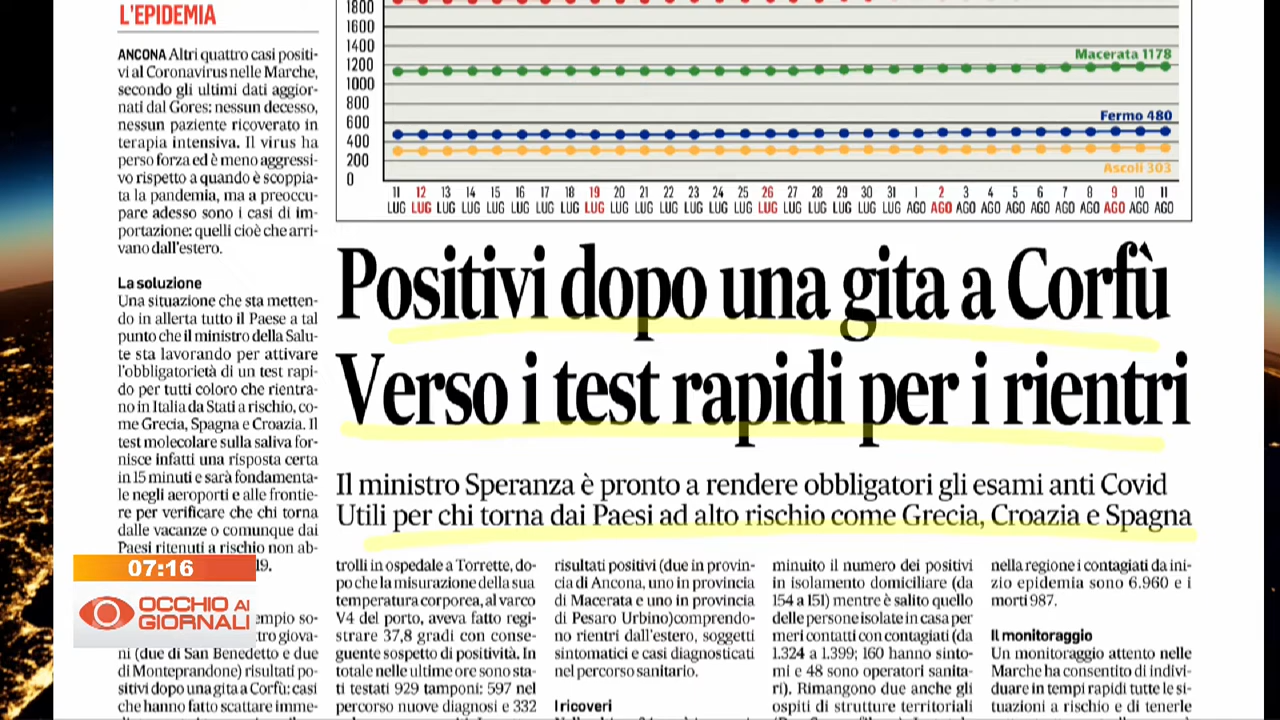 L'EPIDEMIA
ANCONA Altri quattro casi positi-
vi al Coronavirus nelle Marche,
secondo gli ultimi dati aggior-
nati dal Gores: nessun decesso,
nessun paziente ricoverato in
terapia intensiva. Il virus ha
perso forza ed è meno aggressi-
vo rispetto a quando è scoppia-
ta la pandemia, ma a preoccu-
pare adesso sono i casi di im-
portazione: quelli cioè che arri-
vano dall'estero.
La soluzione
Una situazione che sta metten-
do in allerta tutto il Paese a tal
punto che il ministro della Salu-
te sta lavorando per attivare
l'obbligatorietà di un test rapi-
do per tutti coloro che rientra-
no in Italia da Stati a rischio, co-
me Grecia, Spagna e Croazia. Il
test molecolare sulla saliva for-
nisce infatti una risposta certa
in 15 minuti e sarà fondamenta-
le negli aeroporti e alle frontie-
re per verificare che chi torna
dalle vacanze o comunque dai
Paesi ritenuti a rischio non ab-
19.
empio so-
tro giova-
ni (due di San Benedetto e due
di Monteprandone) risultati po-
sitivi dopo una gita a Corfù: casi
che hanno fatto scattare imme-
1800
1600
1400
1200
1000
800
600
400
200
0
Macerata 1178
Fermo 480
Ascoli 303
11 12 13 14 15 16 17 18 19 20 21 22 23 24 25 26 27 28 29 30 31 1 2 3 4 5 6 7 8 9 10 11
LUG LUG LUG LUG LUG LUG LUG LUG LUG LUG LUG LUG LUG LUG LUG LUG LUG LUG LUG LUG LUG AGO AGO AGO AGO AGO AGO AGO AGO AGO AGO AGO
Positivi dopo una gita a Corfù
Verso i test rapidi per i rientri
Il ministro Speranza è pronto a rendere obbligatori gli esami anti Covid
Utili per chi torna dai Paesi ad alto rischio come Grecia, Croazia e Spagna
trolli in ospedale a Torrette, do-
po che la misurazione della sua
temperatura corporea, al varco
V4 del porto, aveva fatto regi-
strare 37,8 gradi con conse-
guente sospetto di positività. In
totale nelle ultime ore sono sta-
ti testati 929 tamponi: 597 nel
percorso nuove diagnosi e 332
risultati positivi (due in provin-
cia di Ancona, uno in provincia
di Macerata e uno in provincia
di Pesaro Urbino)comprendo-
no rientri dall'estero, soggetti
sintomatici e casi diagnosticati
nel percorso sanitario.
I ricoveri
minuito il numero dei positivi
in isolamento domiciliare (da
154 a 151) mentre è salito quello
delle persone isolate in casa per
meri contatti con contagiati (da
1.324 a 1.399: 160 hanno sinto-
mi e 48 sono operatori sanita-
ri). Rimangono due anche gli
ospiti di strutture territoriali
nella regione i contagiati da ini-
zio epidemia sono 6.960 e i
morti 987.
Il monitoraggio
Un monitoraggio attento nelle
Marche ha consentito di indivi-
duare in tempi rapidi tutte le si-
tuazioni a rischio e di tenerle
07:16
OCCHIO AI
GIORNALI